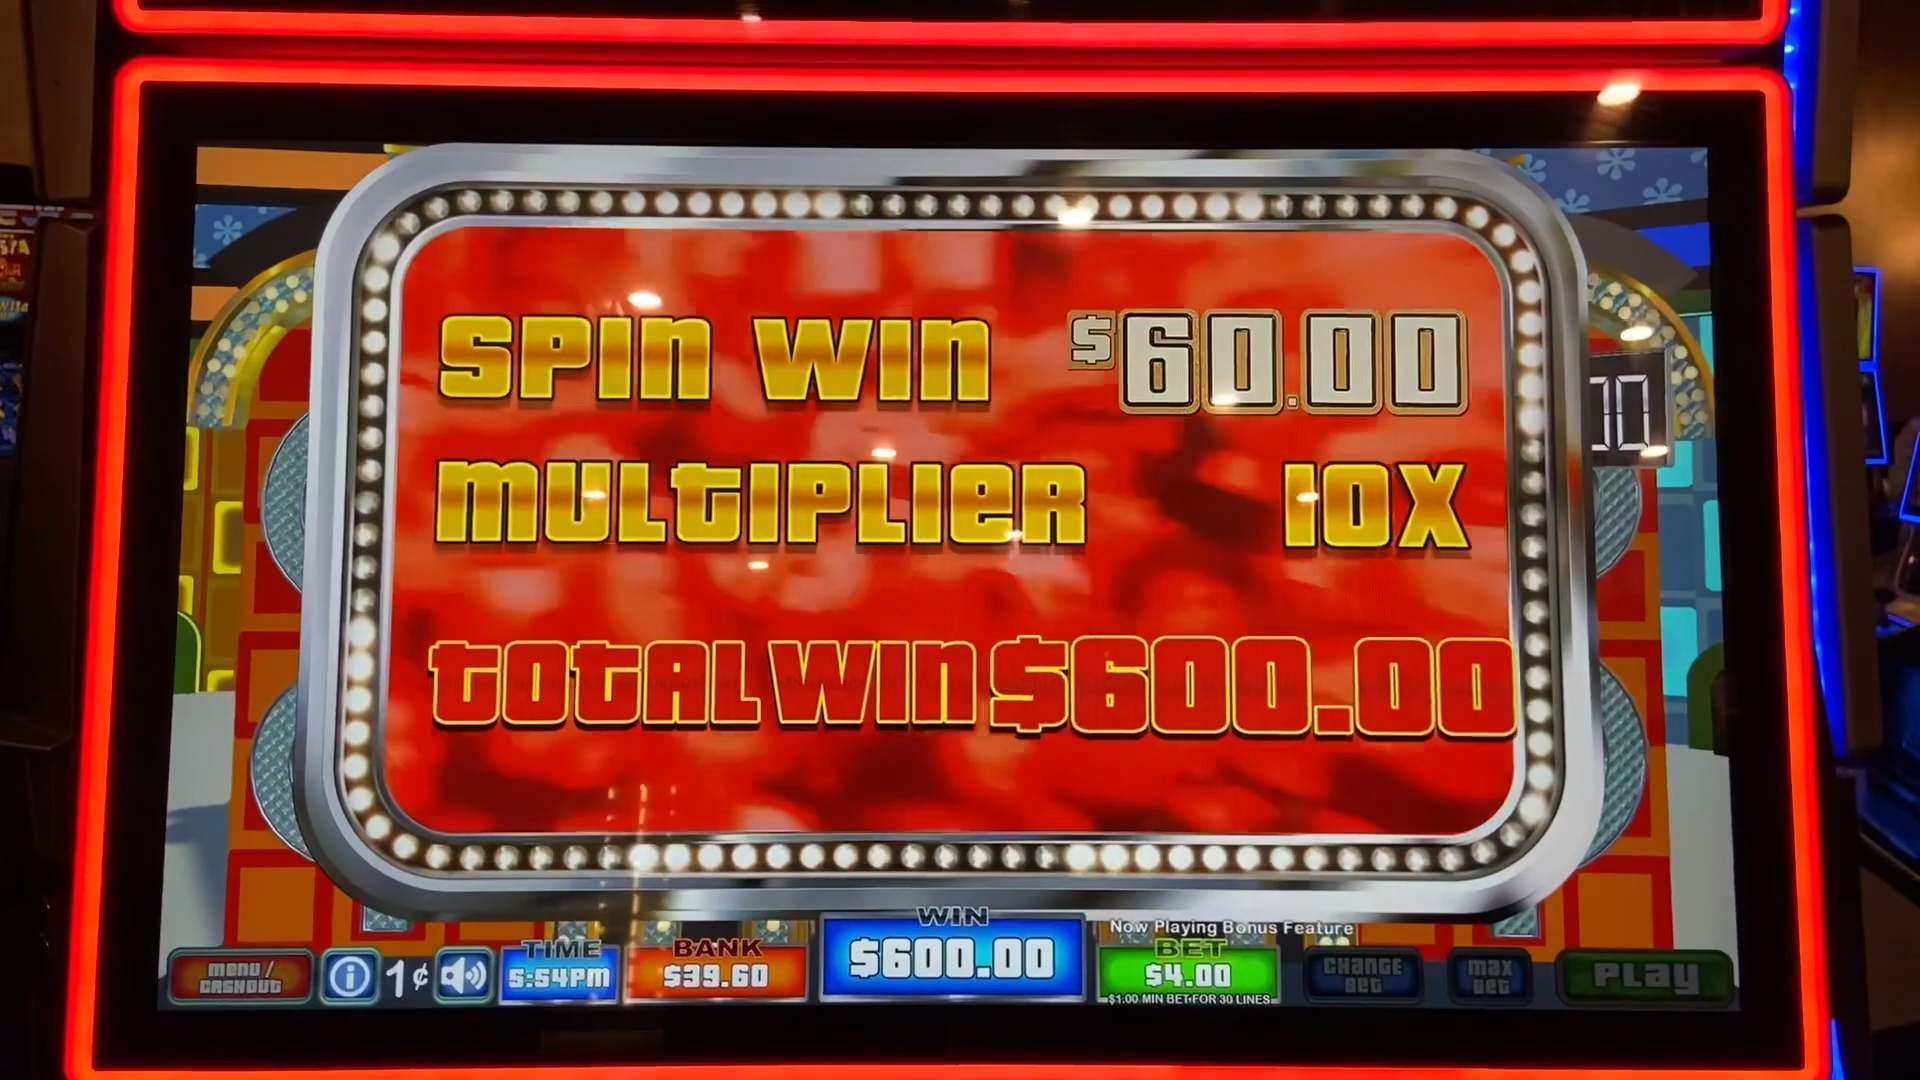 SPIN WIN $60.00
MULTIPLIER 10X
TOTAL WIN $600.00
Now Playing Bonus Feature
MENU/
CASHOUT
1¢
TIME
5:54PM
BANK
$39.60
WIN
$600.00
BET
$4.00
$1.00 MIN BET FOR 30 LINES
CHANGE
BET
MAX
BET
PLAY